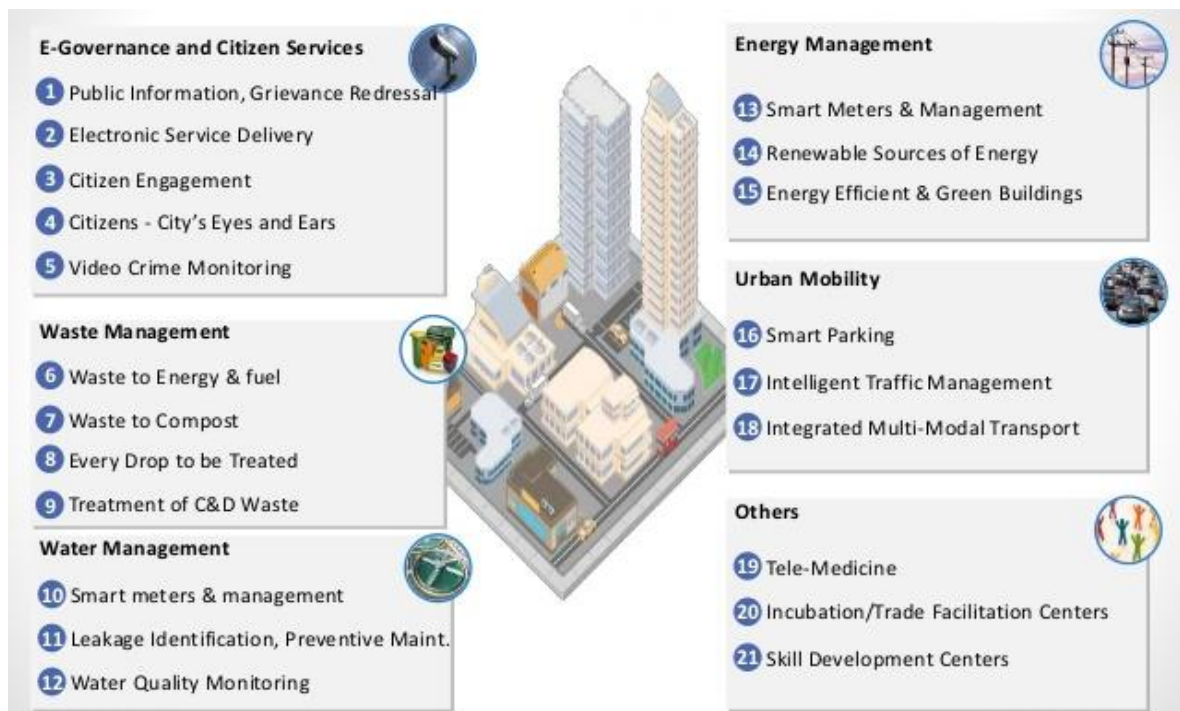 E-Governance and Citizen Services
1 Public Information, Grievance Redressal
2 Electronic Service Delivery
3 Citizen Engagement
4 Citizens - City's Eyes and Ears
5 Video Crime Monitoring
Waste Management
6 Waste to Energy & fuel
7 Waste to Compost
8 Every Drop to be Treated
9 Treatment of C&D Waste
Water Management
10 Smart meters & management
11 Leakage Identification, Preventive Maint.
12 Water Quality Monitoring
Energy Management
13 Smart Meters & Management
14 Renewable Sources of Energy
15 Energy Efficient & Green Buildings
Urban Mobility
16 Smart Parking
17 Intelligent Traffic Management
18 Integrated Multi-Modal Transport
Others
19 Tele-Medicine
20 Incubation/Trade Facilitation Centers
21 Skill Development Centers